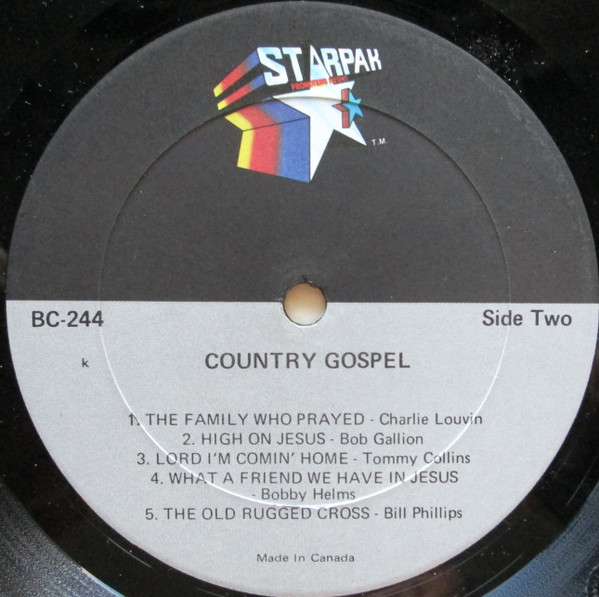 STARPAK
T.M.
BC-244
Side Two
k
COUNTRY GOSPEL
1. THE FAMILY WHO PRAYED - Charlie Louvin
2. HIGH ON JESUS - Bob Gallion
3. LORD I'M COMIN' HOME - Tommy Collins
4. WHAT A FRIEND WE HAVE IN JESUS
- Bobby Helms
5. THE OLD RUGGED CROSS - Bill Phillips
Made In Canada